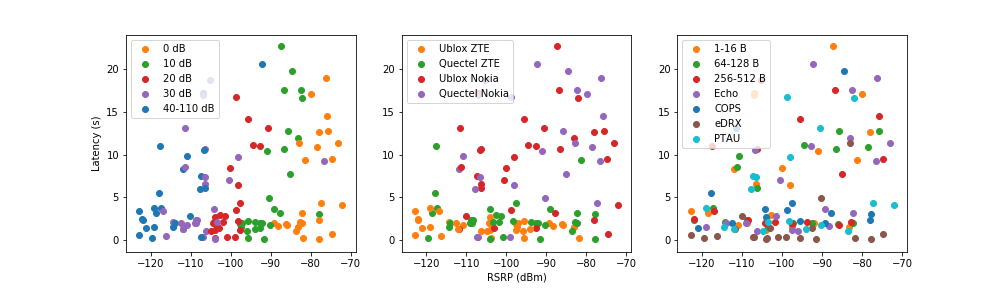 0 dB
10 dB
20 dB
30 dB
40-110 dB
Ublox ZTE
Quectel ZTE
Ublox Nokia
Quectel Nokia
1-16 B
64-128 B
256-512 B
Echo
COPS
eDRX
PTAU
Latency (s)
20
15
10
5
0
20
15
10
5
0
20
15
10
5
0
−120 −110 −100 −90 −80 −70
−120 −110 −100 −90 −80 −70
−120 −110 −100 −90 −80 −70
RSRP (dBm)